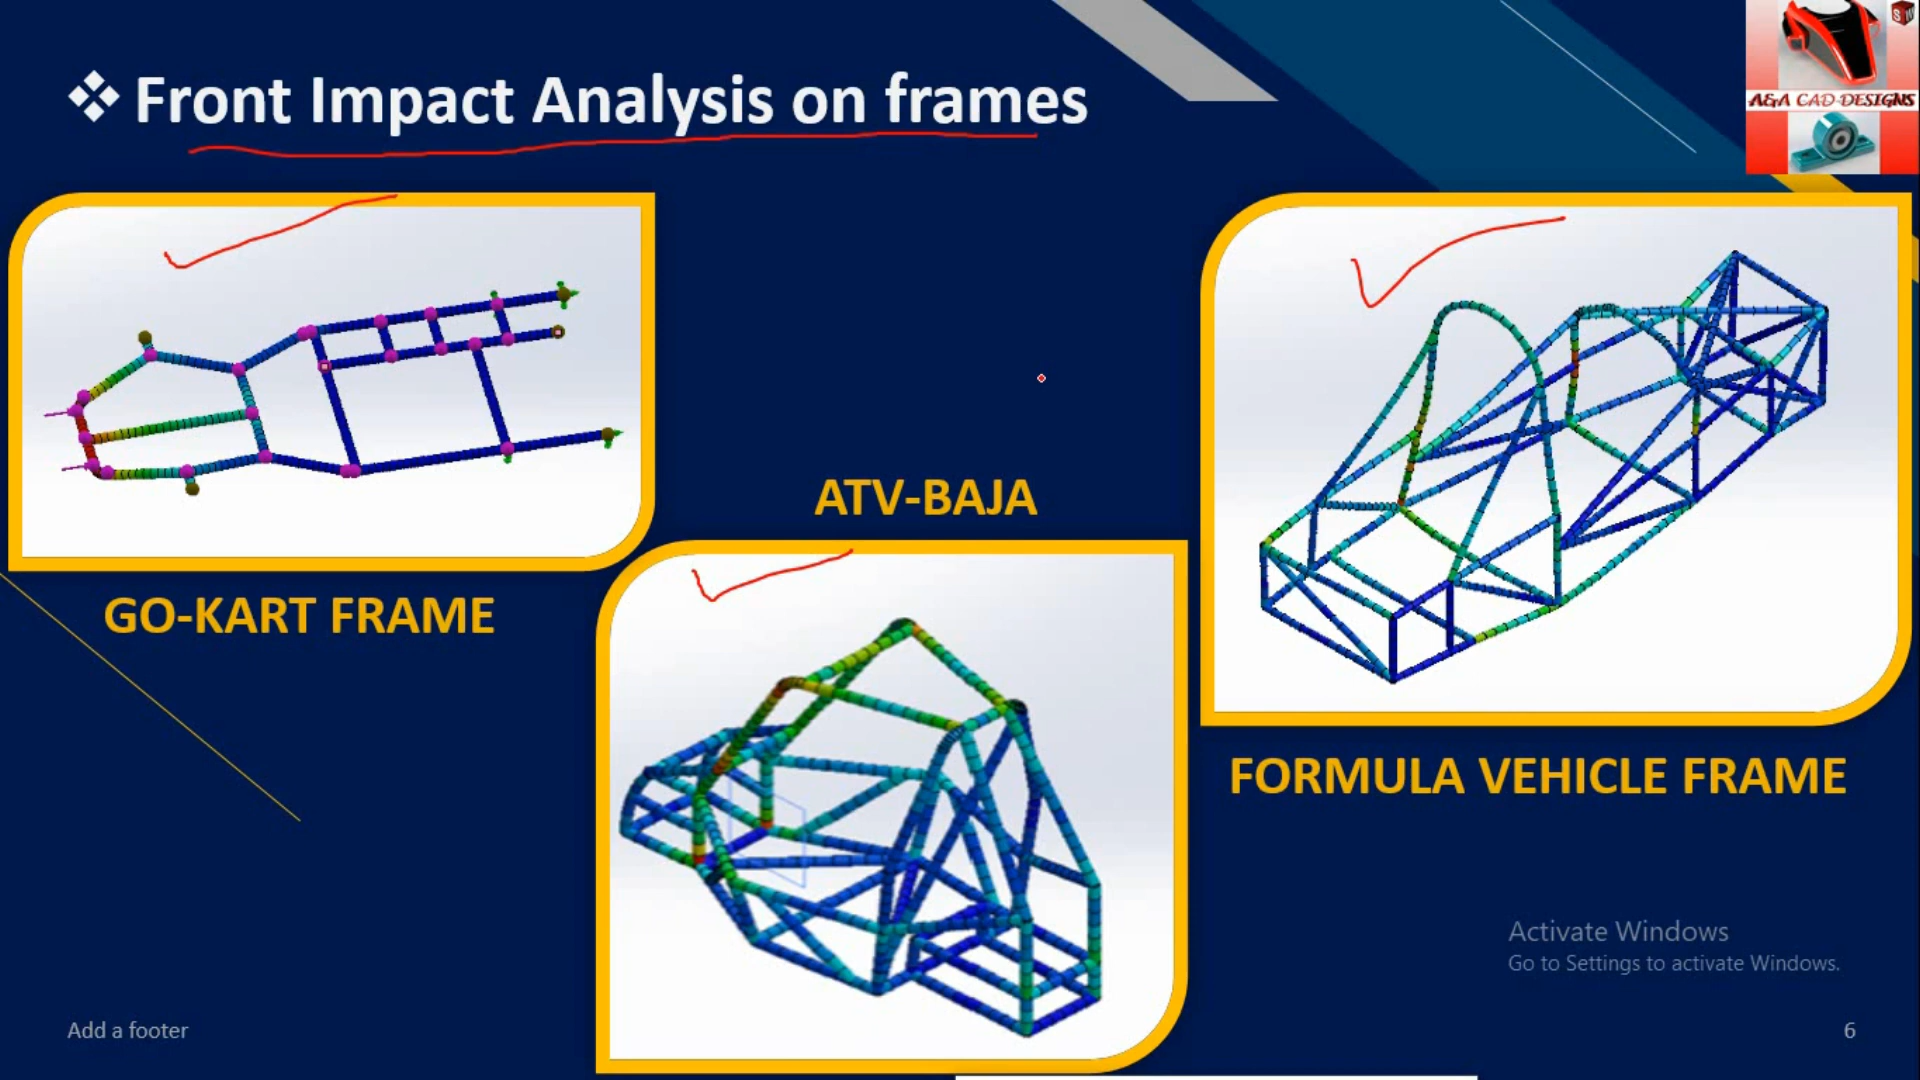 Front Impact Analysis on frames
A&A CAD DESIGNS
SW
GO-KART FRAME
ATV-BAJA
FORMULA VEHICLE FRAME
Activate Windows
Go to Settings to activate Windows.
Add a footer
6